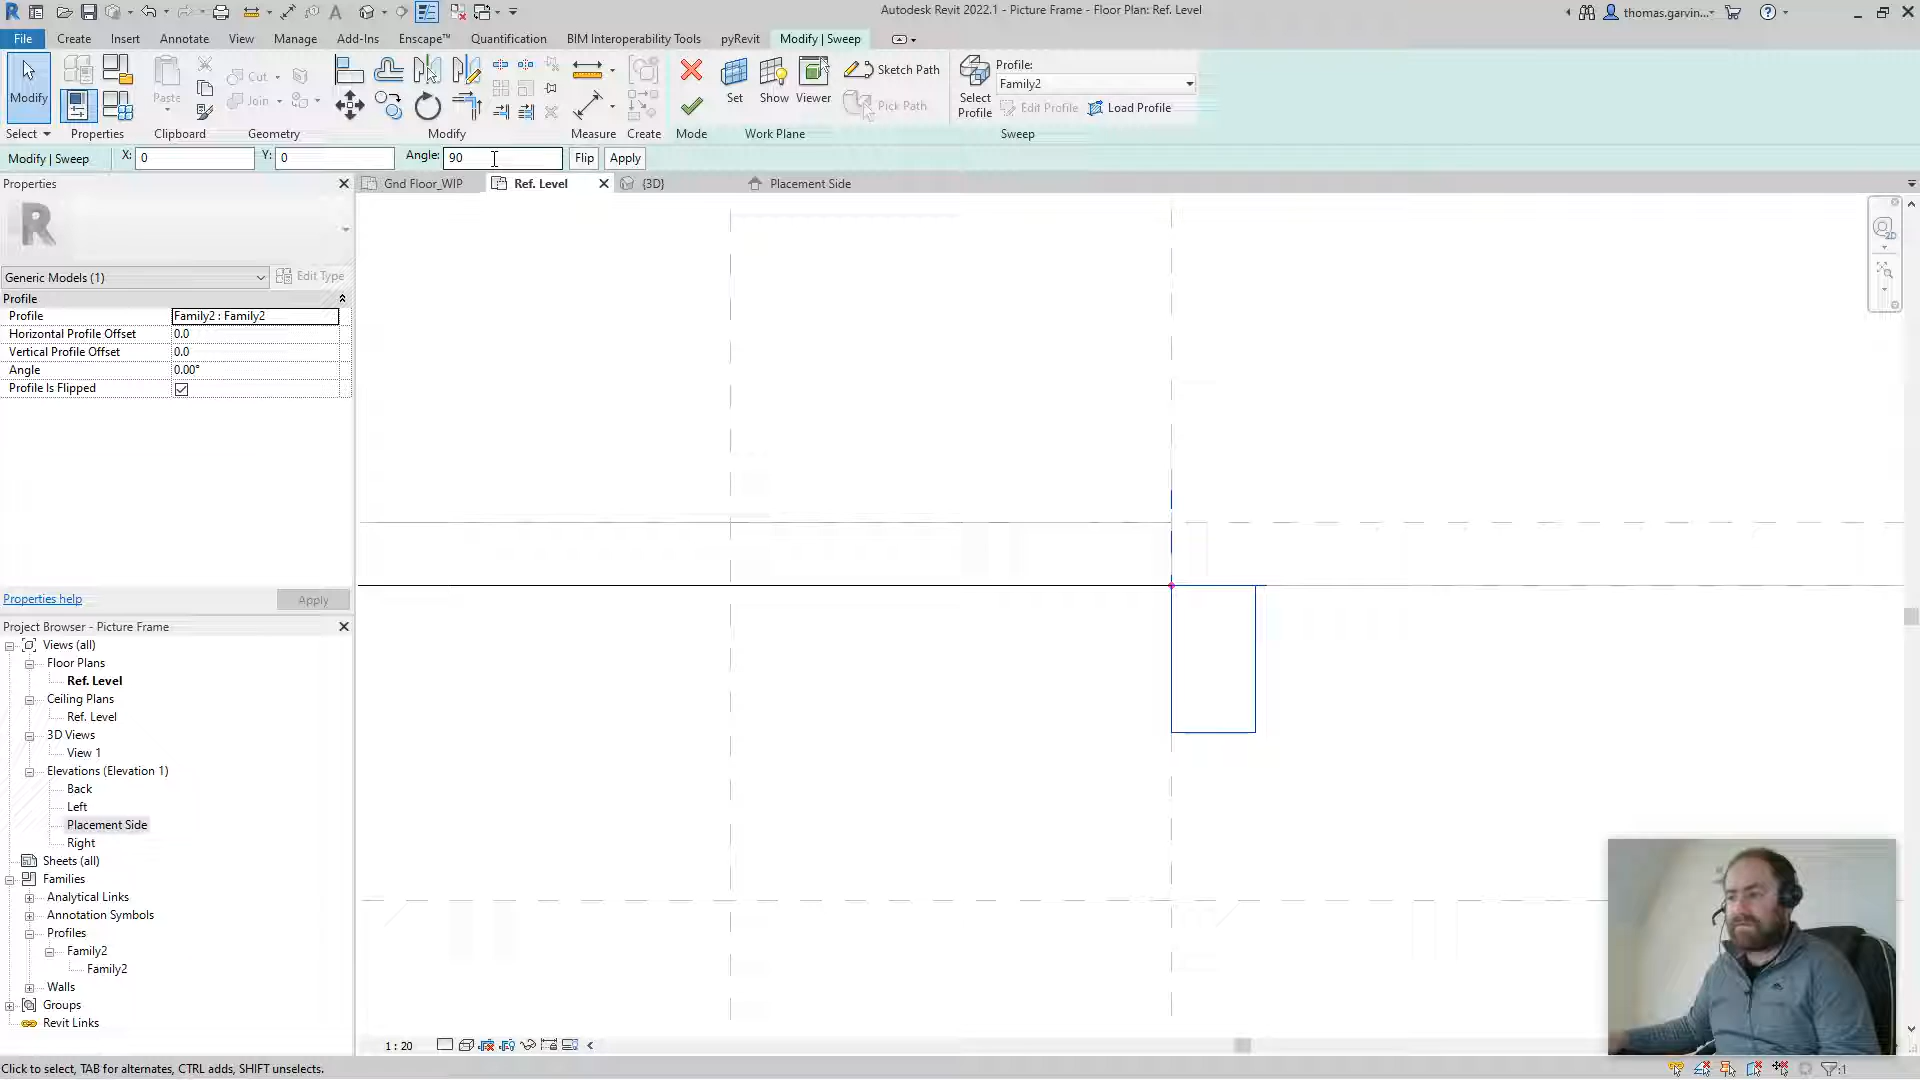 Autodesk Revit 2022.1 - Picture Frame - Floor Plan: Ref. Level
thomas.garvin...
File Create Insert Annotate View Manage Add-Ins Enscape™ Quantification BIM Interoperability Tools pyRevit Modify | Sweep
Modify
Paste
Cut
Join
Set
Show
Viewer
Sketch Path
Pick Path
Select
Profile
Profile:
Family2
Edit Profile
Load Profile
Select Properties Clipboard Geometry Modify Measure Create Mode Work Plane Sweep
Modify | Sweep X: 0 Y: 0 Angle: 90 Flip Apply
Properties
Gnd Floor_WIP Ref. Level {3D} Placement Side
R
Generic Models (1) Edit Type
Profile
Profile Family2 : Family2
Horizontal Profile Offset 0.0
Vertical Profile Offset 0.0
Angle 0.00°
Profile Is Flipped
Properties help Apply
Project Browser - Picture Frame
Views (all)
Floor Plans
Ref. Level
Ceiling Plans
Ref. Level
3D Views
View 1
Elevations (Elevation 1)
Back
Left
Placement Side
Right
Sheets (all)
Families
Analytical Links
Annotation Symbols
Profiles
Family2
Family2
Walls
Groups
Revit Links
1 : 20
2D
Click to select, TAB for alternates, CTRL adds, SHIFT unselects.
:1